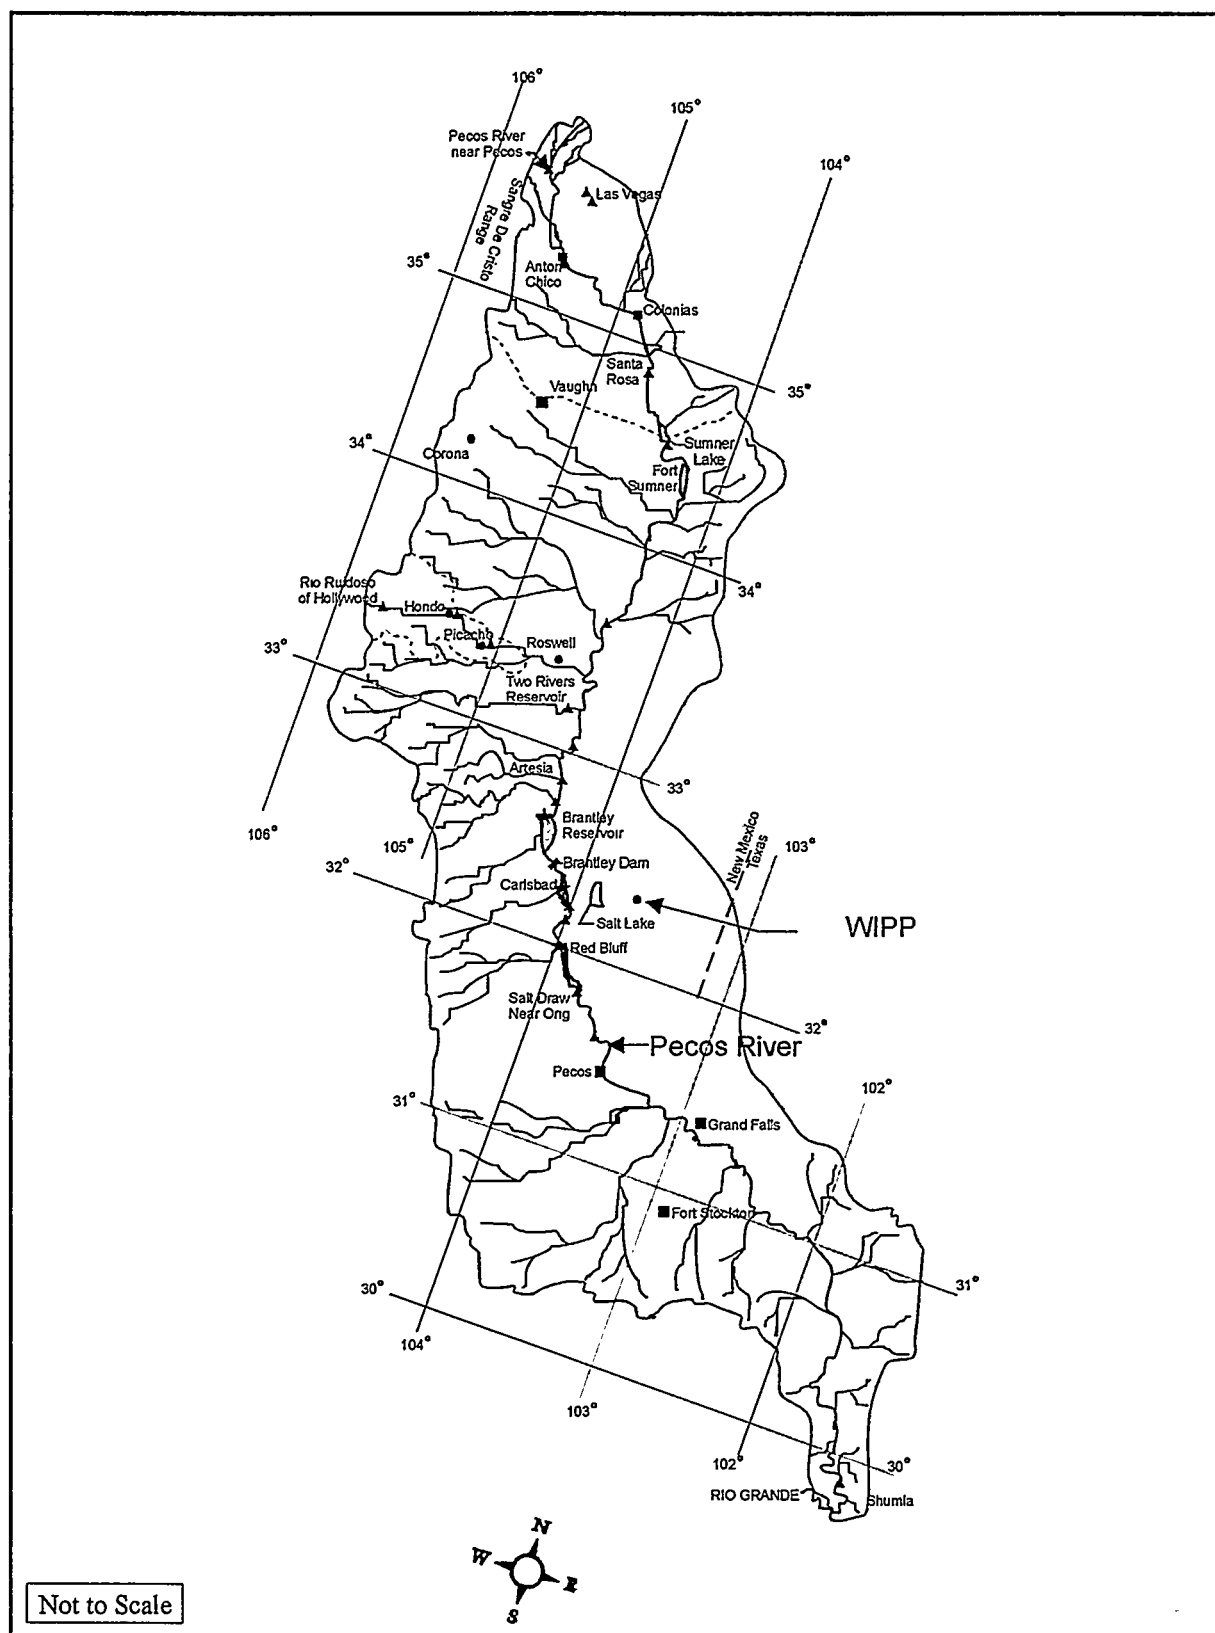 106°
105°
Pecos River
near Pecos
104°
Las Vegas
Sangre De Cristo
Range
35°
Anton
Chico
Colonias
Santa
Rosa
Vaughn
35°
34°
Corona
Sumner
Lake
Fort
Sumner
34°
Rio Ruidoso
of Hollywood
Hondo
Picacho
Roswell
33°
Two Rivers
Reservoir
Artesia
33°
106°
Brantley
Reservoir
New Mexico
Texas
103°
105°
32°
Brantley Dam
Carlsbad
Salt Lake
WIPP
Red Bluff
Salt Draw
Near Ong
32°
Pecos River
Pecos
31°
102°
Grand Falls
Fort Stockton
31°
30°
104°
103°
102°
30°
RIO GRANDE
Shumla
N
W
E
S
Not to Scale